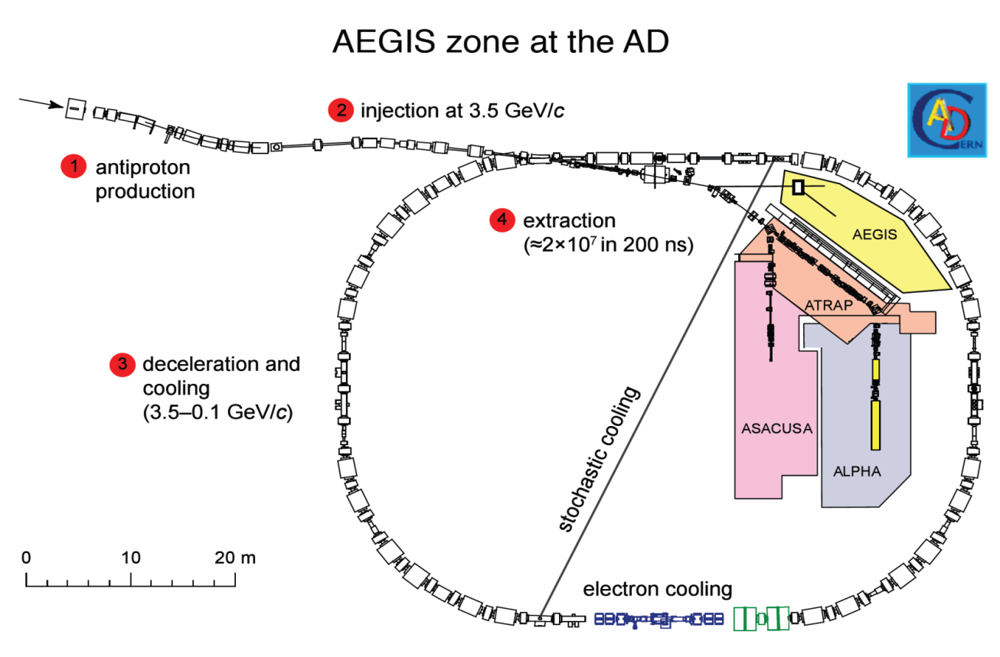 AEGIS zone at the AD
2 injection at 3.5 GeV/c
AD
CERN
1 antiproton
production
4 extraction
(≈2×10⁷ in 200 ns)
AEGIS
ATRAP
3 deceleration and
cooling
(3.5–0.1 GeV/c)
stochastic cooling
ASACUSA
ALPHA
0 10 20 m
electron cooling